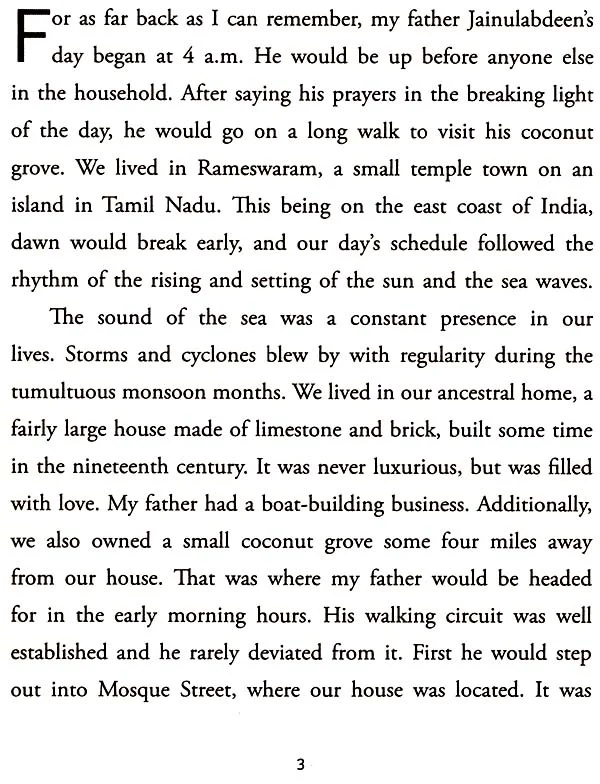 For as far back as I can remember, my father Jainulabdeen's
day began at 4 a.m. He would be up before anyone else
in the household. After saying his prayers in the breaking light
of the day, he would go on a long walk to visit his coconut
grove. We lived in Rameswaram, a small temple town on an
island in Tamil Nadu. This being on the east coast of India,
dawn would break early, and our day's schedule followed the
rhythm of the rising and setting of the sun and the sea waves.
The sound of the sea was a constant presence in our
lives. Storms and cyclones blew by with regularity during the
tumultuous monsoon months. We lived in our ancestral home, a
fairly large house made of limestone and brick, built some time
in the nineteenth century. It was never luxurious, but was filled
with love. My father had a boat-building business. Additionally,
we also owned a small coconut grove some four miles away
from our house. That was where my father would be headed
for in the early morning hours. His walking circuit was well
established and he rarely deviated from it. First he would step
out into Mosque Street, where our house was located. It was
3